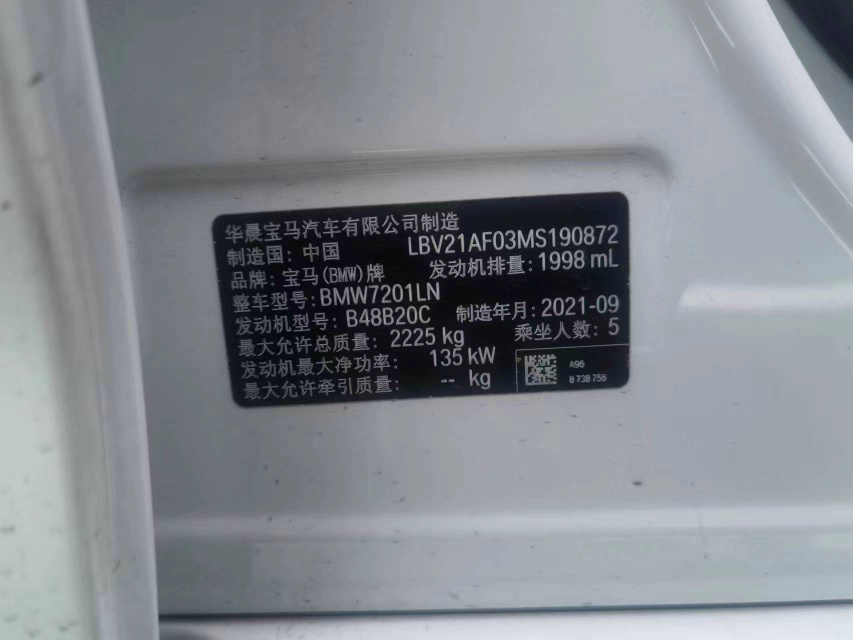 华晨宝马汽车有限公司制造
制造国: 中国 LBV21AF03MS190872
品牌: 宝马(BMW)牌 发动机排量: 1998 mL
整车型号: BMW7201LN
发动机型号: B48B20C 制造年月: 2021-09
最大允许总质量: 2225 kg 乘坐人数: 5
发动机最大净功率: 135 kW
最大允许牵引质量: -- kg
A96
8 738 756